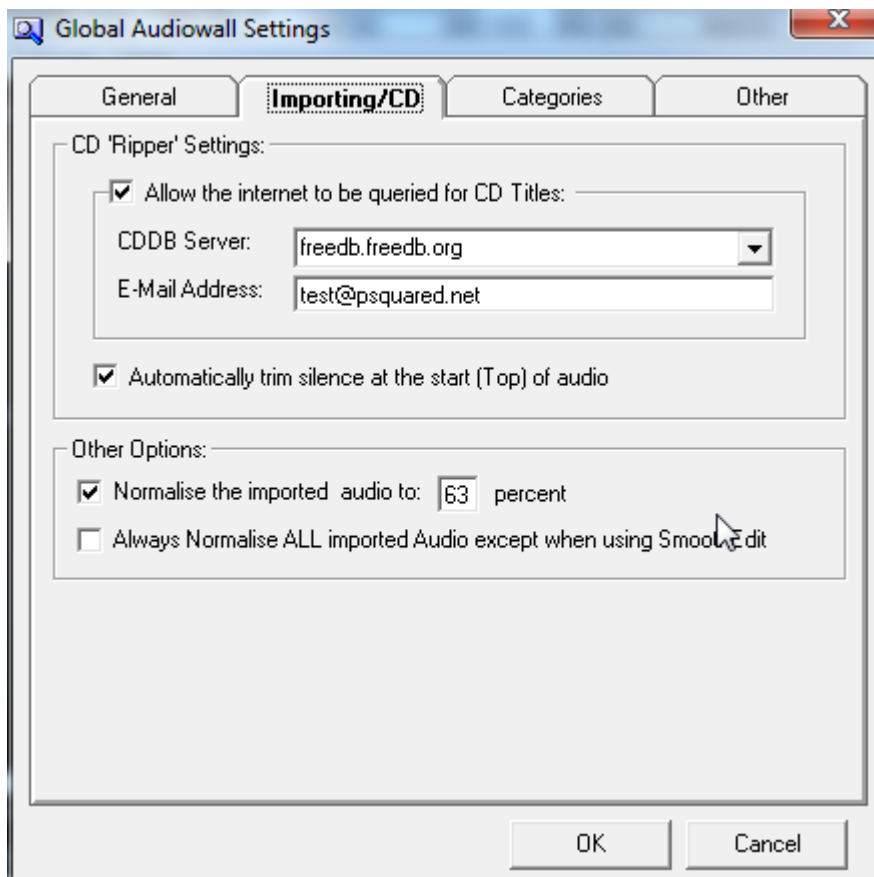 Global Audiowall Settings
General Importing/CD Categories Other
CD 'Ripper' Settings:
Allow the internet to be queried for CD Titles:
CDDB Server: freedb.freedb.org
E-Mail Address: test@psquared.net
Automatically trim silence at the start (Top) of audio
Other Options:
Normalise the imported audio to: 63 percent
Always Normalise ALL imported Audio except when using Edit
OK Cancel